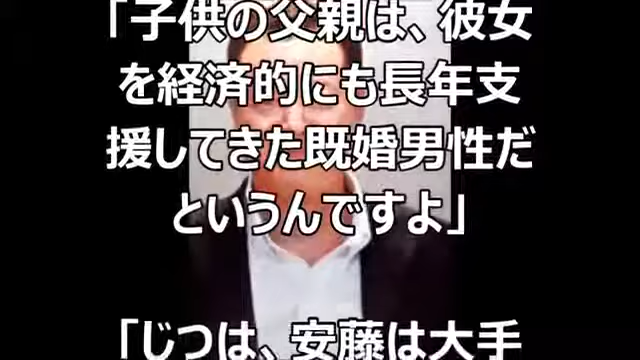 「子供の父親は、彼女
を経済的にも長年支
援してきた既婚男性だ
というんですよ」
「じつは、安藤は大手